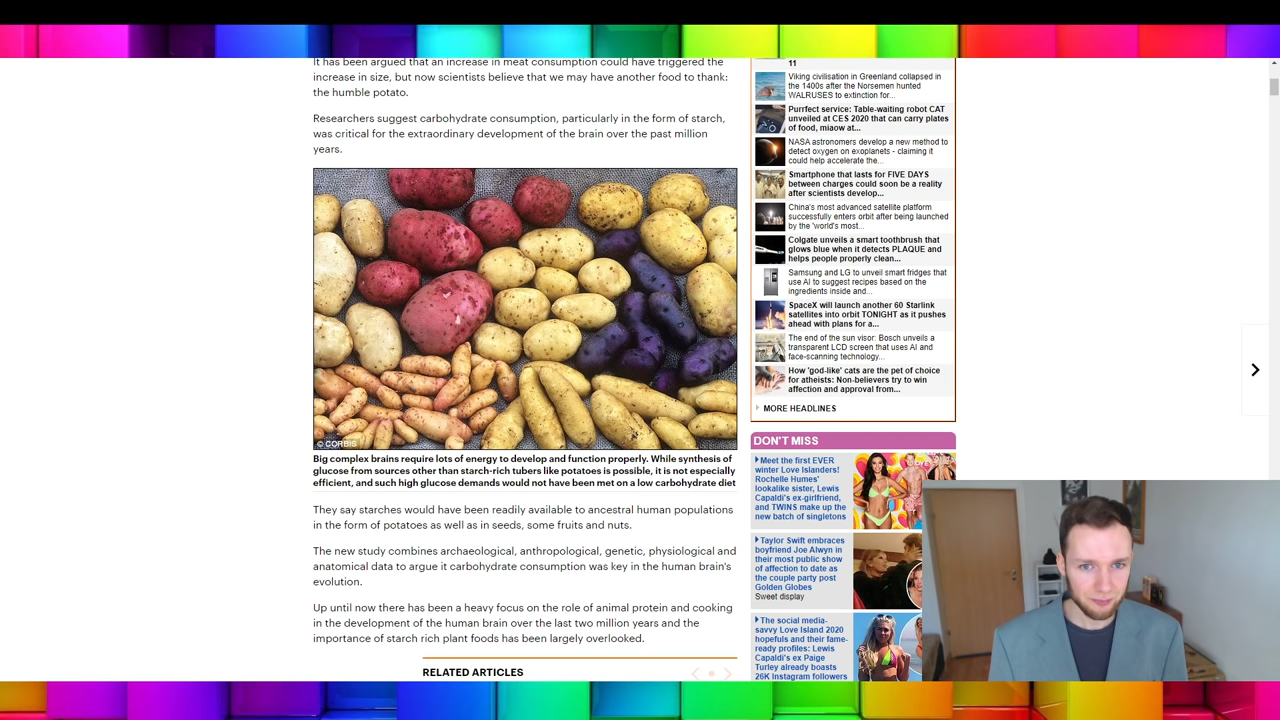 It has been argued that an increase in meat consumption could have triggered the
increase in size, but now scientists believe that we may have another food to thank:
the humble potato.
Researchers suggest carbohydrate consumption, particularly in the form of starch,
was critical for the extraordinary development of the brain over the past million
years.
© CORBIS
Big complex brains require lots of energy to develop and function properly. While synthesis of
glucose from sources other than starch-rich tubers like potatoes is possible, it is not especially
efficient, and such high glucose demands would not have been met on a low carbohydrate diet
They say starches would have been readily available to ancestral human populations
in the form of potatoes as well as in seeds, some fruits and nuts.
The new study combines archaeological, anthropological, genetic, physiological and
anatomical data to argue it carbohydrate consumption was key in the human brain's
evolution.
Up until now there has been a heavy focus on the role of animal protein and cooking
in the development of the human brain over the last two million years and the
importance of starch rich plant foods has been largely overlooked.
RELATED ARTICLES
11
Viking civilisation in Greenland collapsed in
the 1400s after the Norsemen hunted
WALRUSES to extinction for...
Purrfect service: Table-waiting robot CAT
unveiled at CES 2020 that can carry plates
of food, miaow at...
NASA astronomers develop a new method to
detect oxygen on exoplanets - claiming it
could help accelerate the...
Smartphone that lasts for FIVE DAYS
between charges could soon be a reality
after scientists develop...
China's most advanced satellite platform
successfully enters orbit after being launched
by the 'world's most...
Colgate unveils a smart toothbrush that
glows blue when it detects PLAQUE and
helps people properly clean...
Samsung and LG to unveil smart fridges that
use AI to suggest recipes based on the
ingredients inside and...
SpaceX will launch another 60 Starlink
satellites into orbit TONIGHT as it pushes
ahead with plans for a...
The end of the sun visor: Bosch unveils a
transparent LCD screen that uses AI and
face-scanning technology...
How 'god-like' cats are the pet of choice
for atheists: Non-believers try to win
affection and approval from...
MORE HEADLINES
DON'T MISS
Meet the first EVER
winter Love Islanders!
Rochelle Humes'
lookalike sister, Lewis
Capaldi's ex-girlfriend,
and TWINS make up the
new batch of singletons
Taylor Swift embraces
boyfriend Joe Alwyn in
their most public show
of affection to date as
the couple party post
Golden Globes
Sweet display
The social media-
savvy Love Island 2020
hopefuls and their fame-
ready profiles: Lewis
Capaldi's ex Paige
Turley already boasts
26K Instagram followers